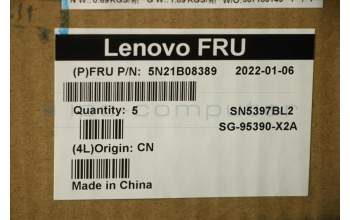 Lenovo FRU
(P)FRU P/N: 5N21B08389 2022-01-06
Quantity: 5 SN5397BL2
SG-95390-X2A
(4L)Origin: CN
Made in China